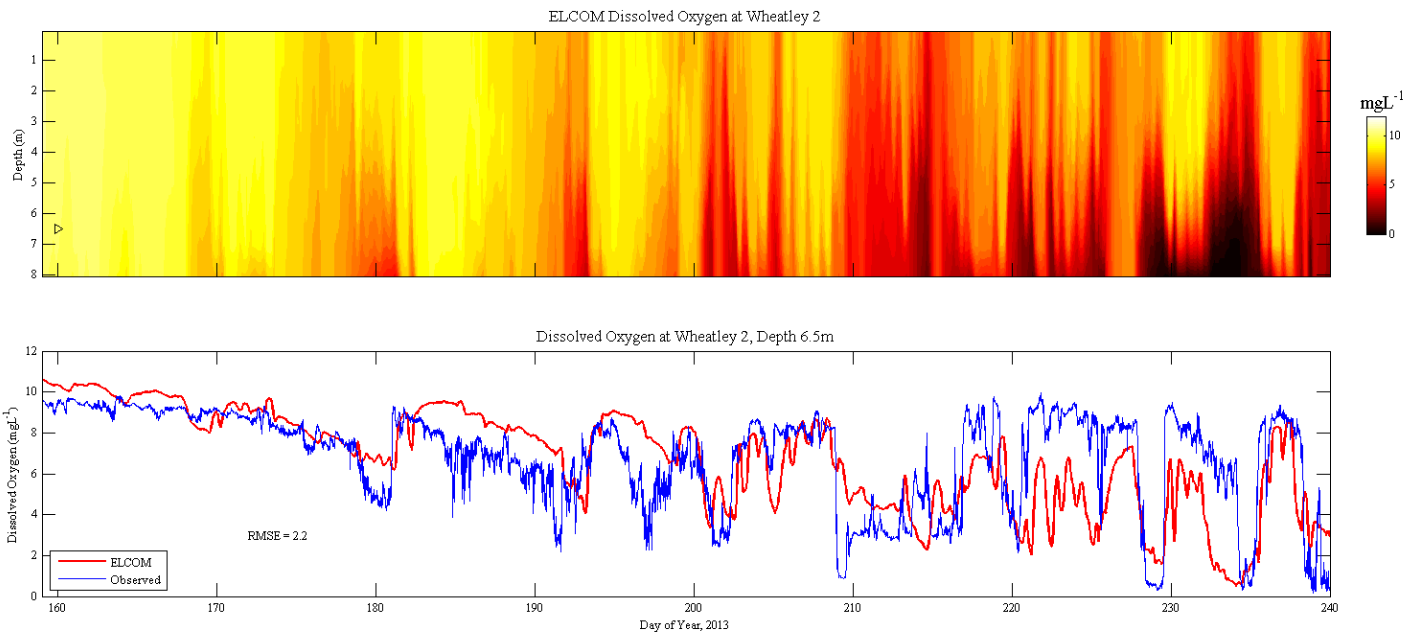 ELCOM Dissolved Oxygen at Wheatley 2
1
2
3
4
5
6
7
8
Depth (m)
mgL-1
10
5
0
Dissolved Oxygen at Wheatley 2, Depth 6.5m
12
10
8
6
4
2
0
Dissolved Oxygen (mgL-1)
RMSE = 2.2
ELCOM
Observed
160 170 180 190 200 210 220 230 240
Day of Year, 2013